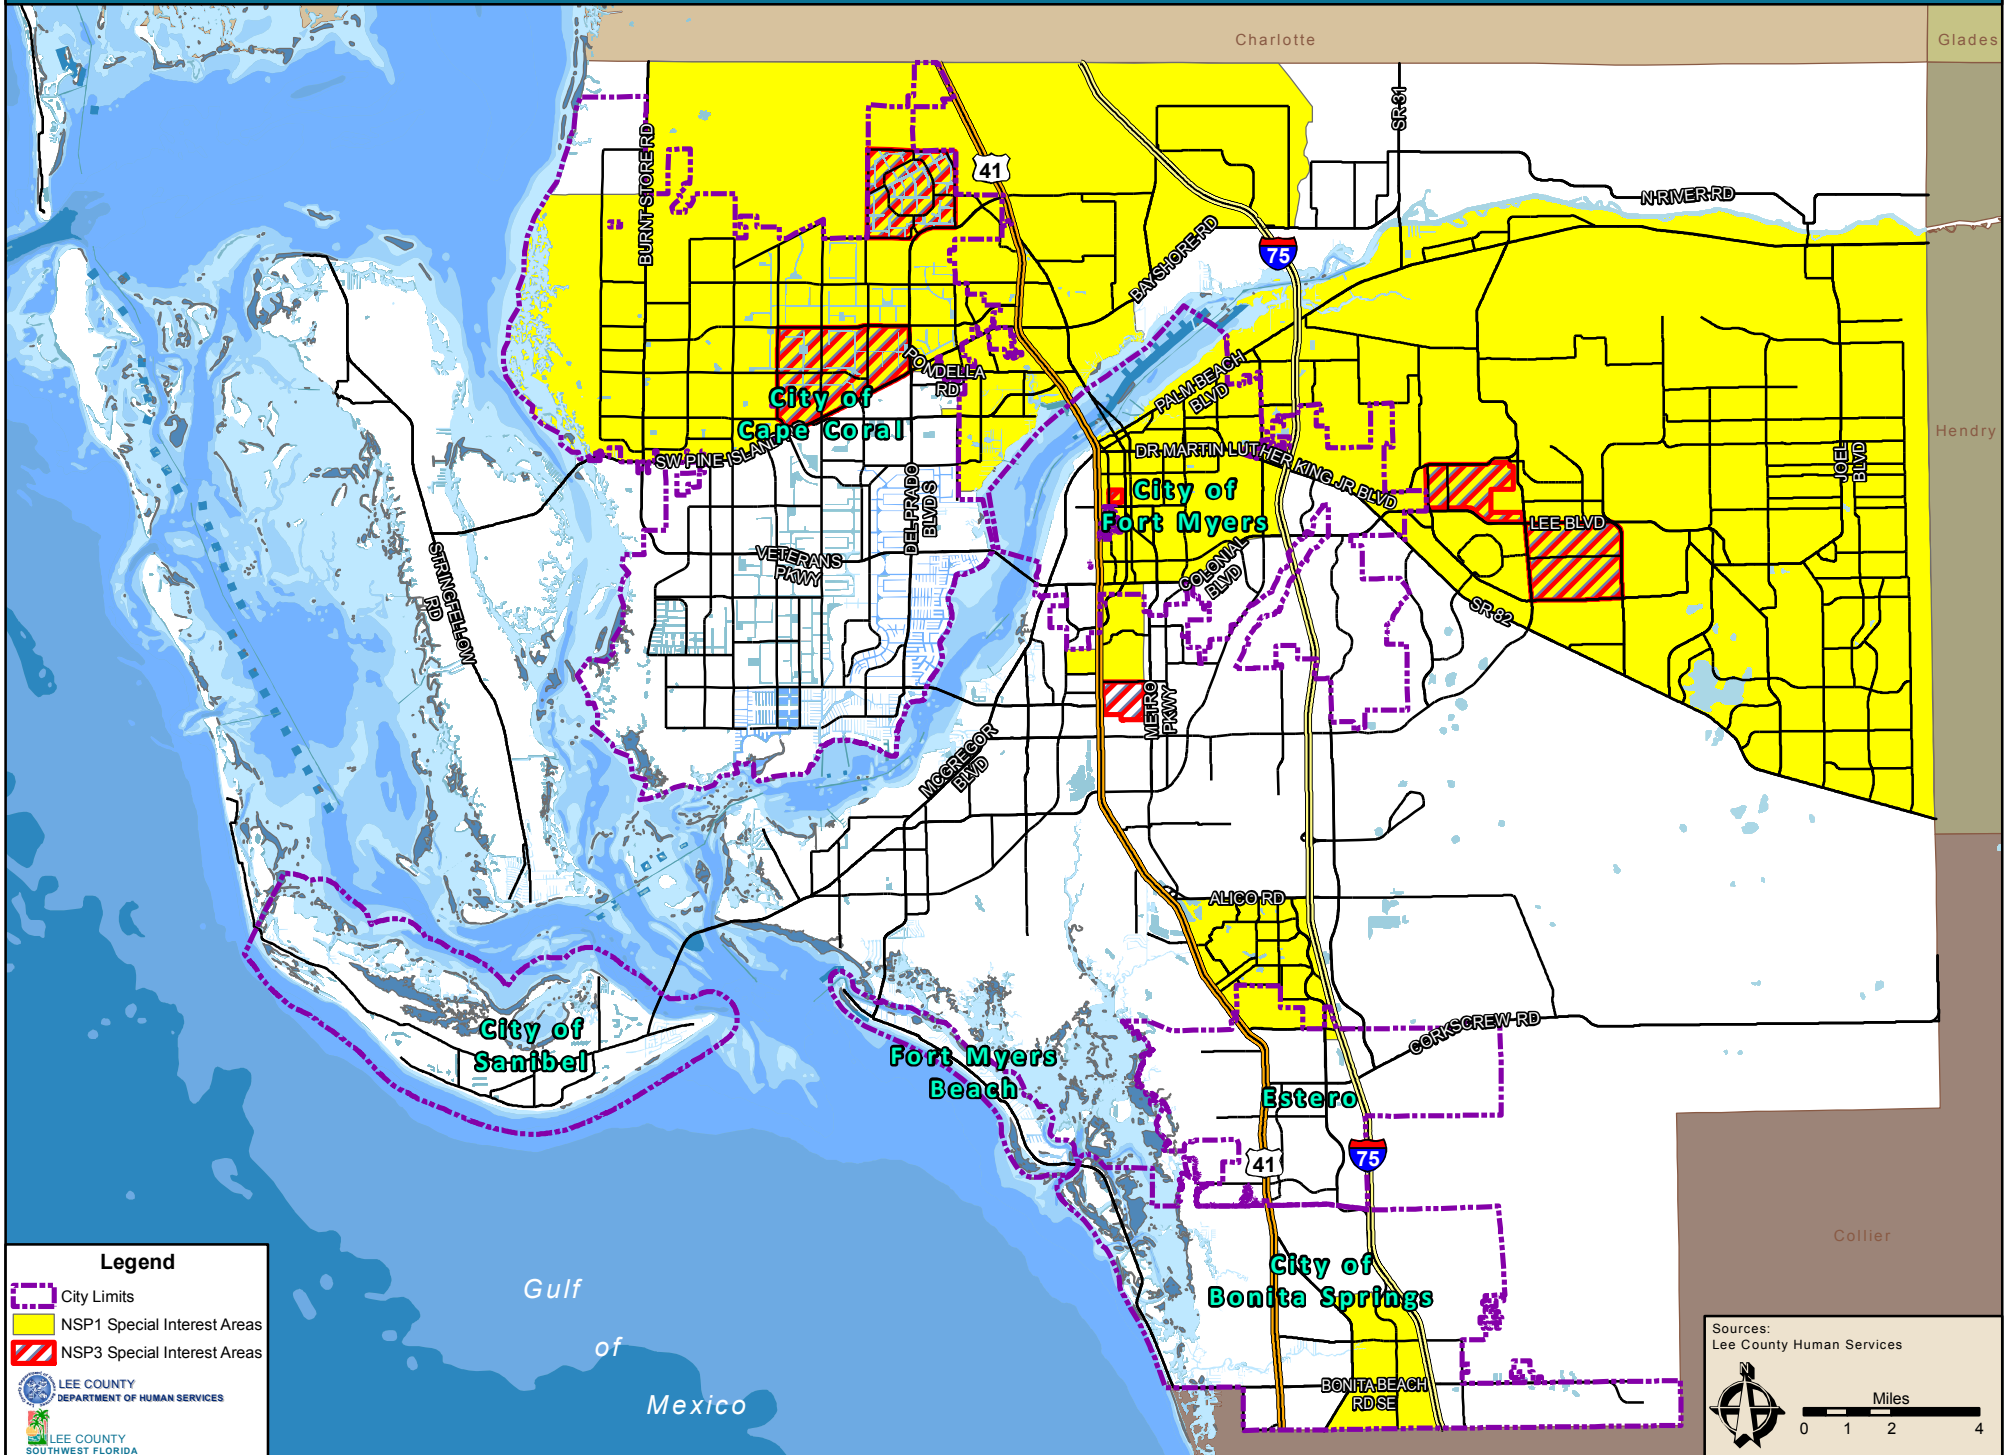 Charlotte
Glades
41
SR 31
BURNT STORE RD
N RIVER RD
BAYSHORE RD
75
PONDELLA
RD
PALM BEACH
BLVD
City of
Cape Coral
Hendry
SW PINE ISLAND
DR MARTIN LUTHER KING JR BLVD
JOEL
BLVD
DEL PRADO
BLVD S
City of
Fort Myers
LEE BLVD
VETERANS
PKWY
COLONIAL
BLVD
STRINGFELLOW
RD
SR 82
METRO
PKWY
MCGREGOR
BLVD
ALICO RD
CORKSCREW RD
City of
Sanibel
Fort Myers
Beach
Estero
41
75
Collier
City of
Bonita Springs
BONITA BEACH
RD SE
Gulf
of
Mexico
Legend
City Limits
NSP1 Special Interest Areas
NSP3 Special Interest Areas
LEE COUNTY
DEPARTMENT OF HUMAN SERVICES
LEE COUNTY
SOUTHWEST FLORIDA
Sources:
Lee County Human Services
N
Miles
0 1 2 4